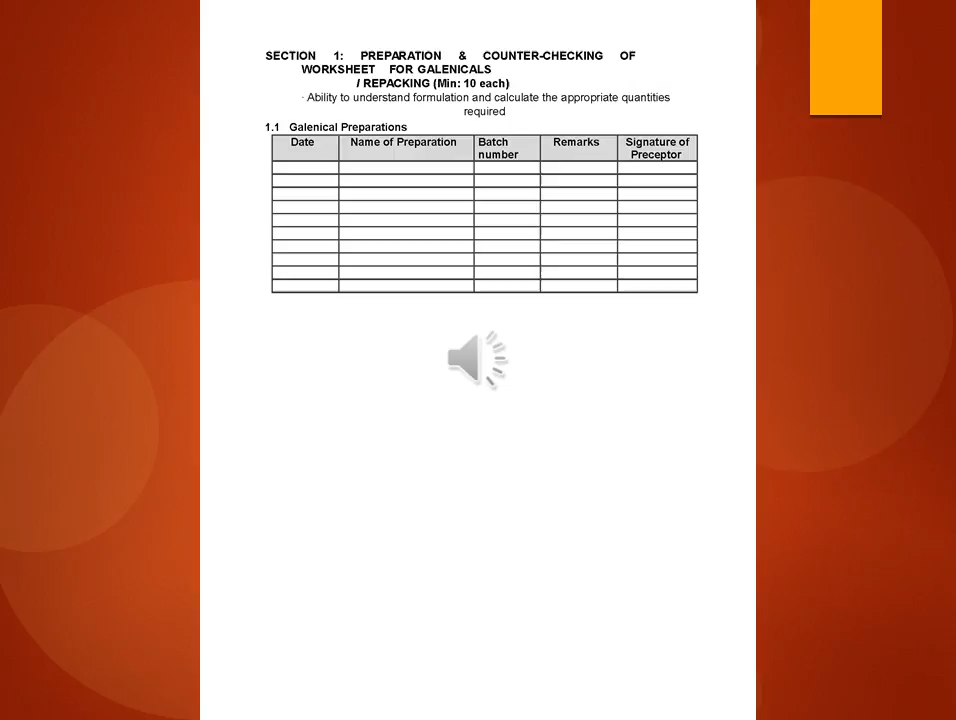 SECTION 1: PREPARATION & COUNTER-CHECKING OF
WORKSHEET FOR GALENICALS
/ REPACKING (Min: 10 each)
· Ability to understand formulation and calculate the appropriate quantities
required
1.1 Galenical Preparations
Date Name of Preparation Batch number Remarks Signature of Preceptor